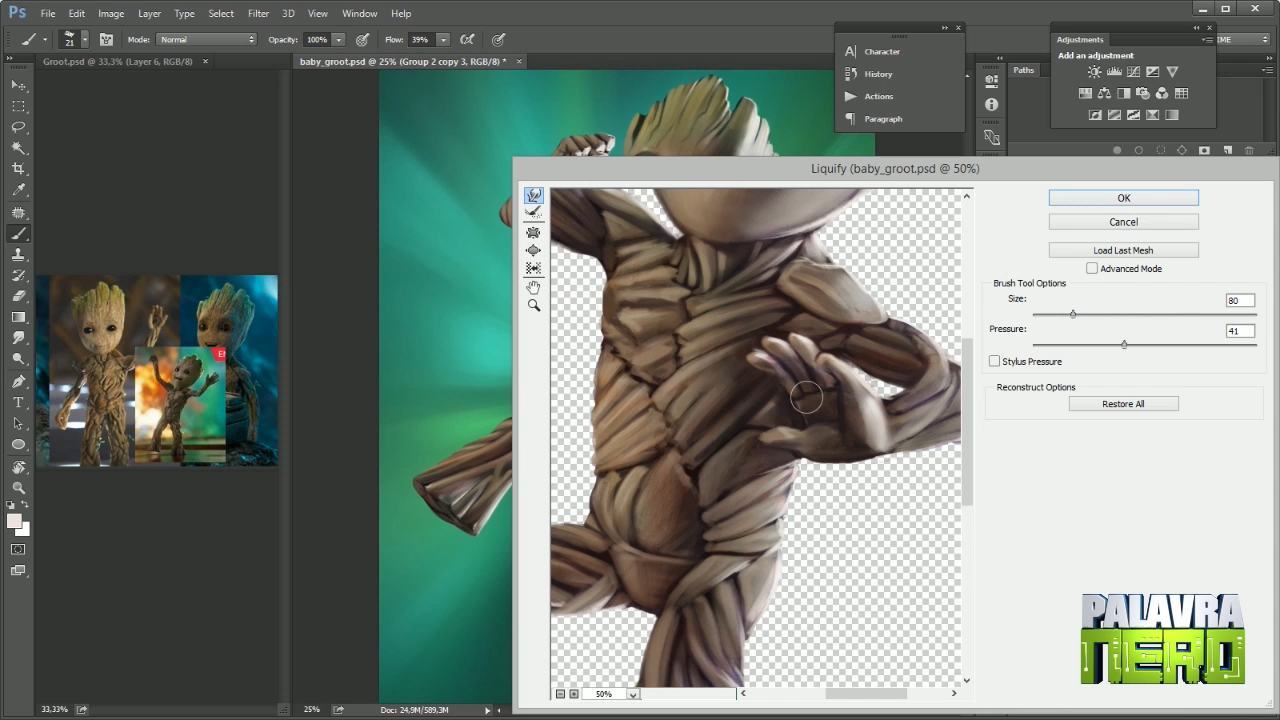 Ps File Edit Image Layer Type Select Filter 3D View Window Help
21 Mode: Normal Opacity: 100% Flow: 39%
Groot.psd @ 33,3% (Layer 6, RGB/8) ×
baby_groot.psd @ 25% (Group 2 copy 3, RGB/8) * ×
Character
History
Actions
Paragraph
Paths
Adjustments
Add an adjustment
Liquify (baby_groot.psd @ 50%)
OK
Cancel
Load Last Mesh
Advanced Mode
Brush Tool Options
Size: 80
Pressure: 41
Stylus Pressure
Reconstruct Options
Restore All
50%
33,33%
25% Doc: 24,9M/589,3M
PALAVRA
NERD